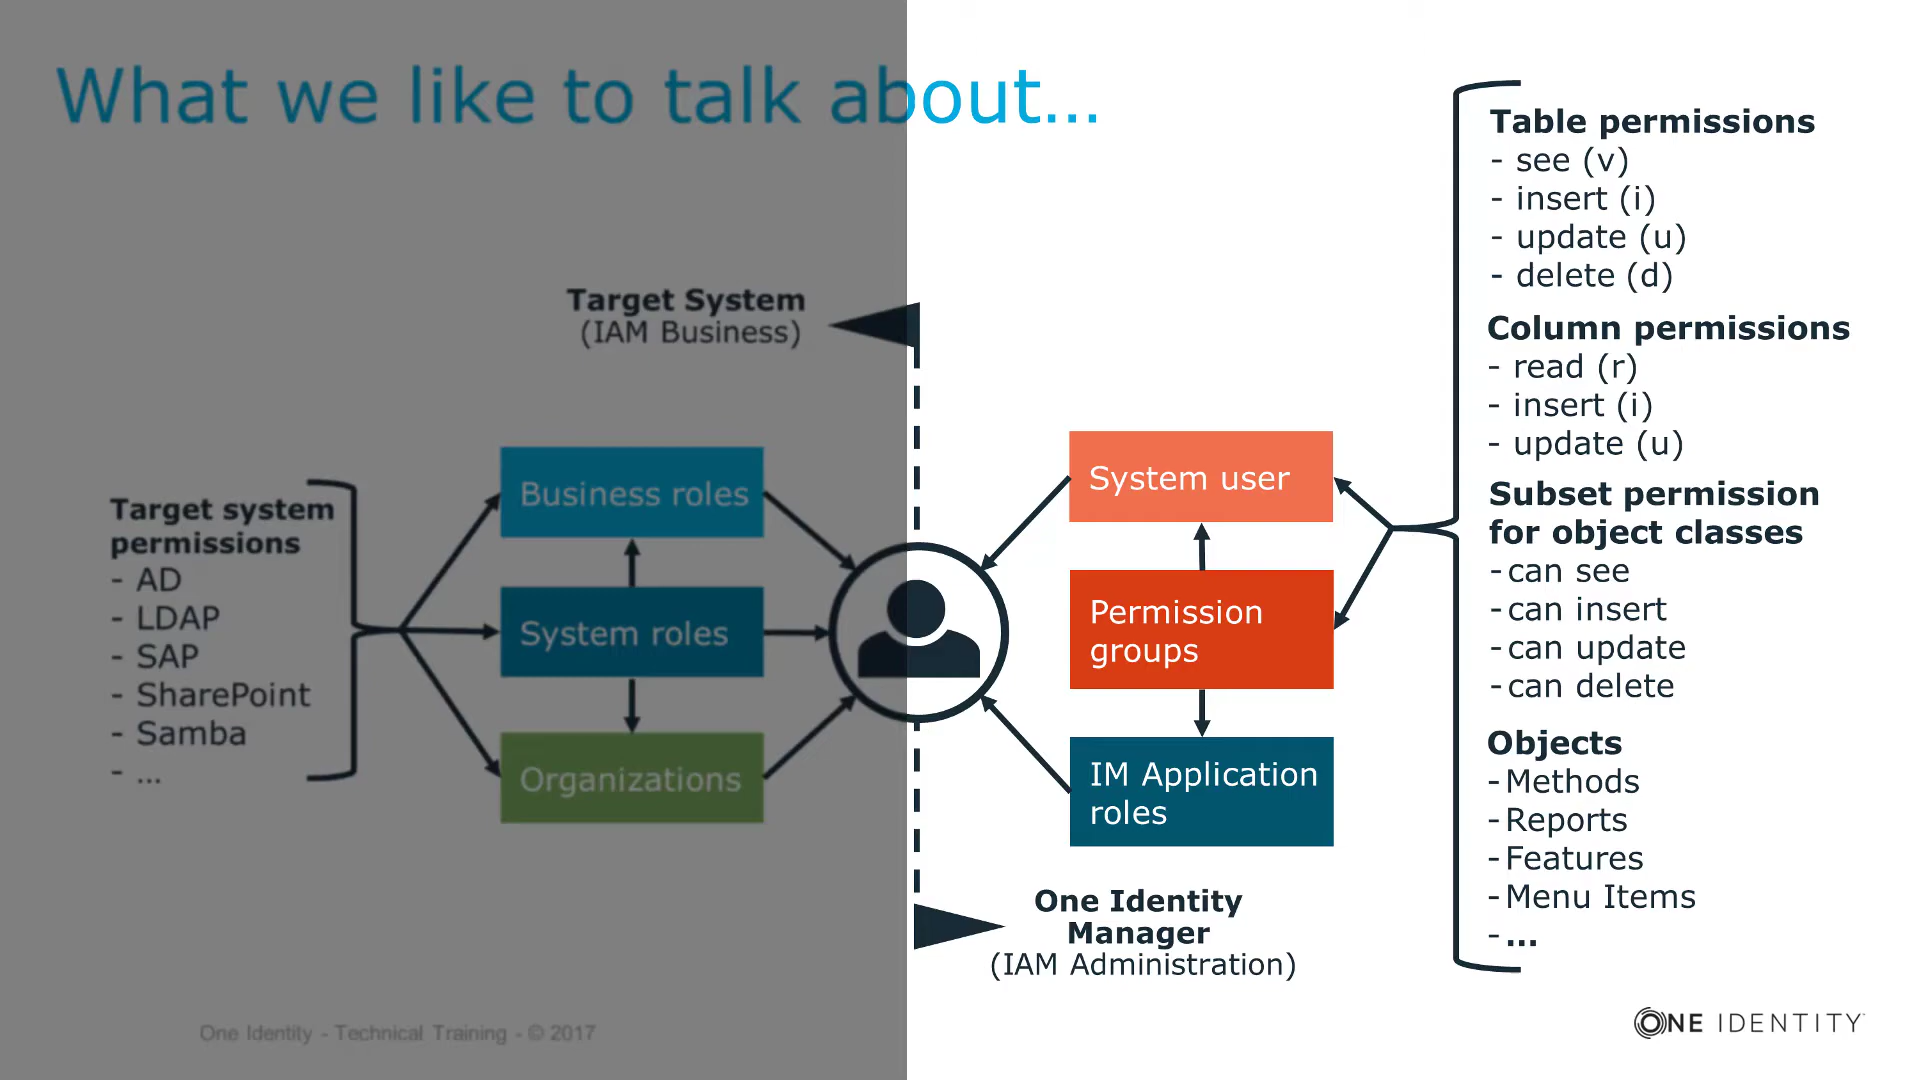 What we like to talk about...
Target System
(IAM Business)
Target system
permissions
- AD
- LDAP
- SAP
- SharePoint
- Samba
- ...
Business roles
System roles
Organizations
System user
Permission
groups
IM Application
roles
One Identity
Manager
(IAM Administration)
Table permissions
- see (v)
- insert (i)
- update (u)
- delete (d)
Column permissions
- read (r)
- insert (i)
- update (u)
Subset permission
for object classes
- can see
- can insert
- can update
- can delete
Objects
- Methods
- Reports
- Features
- Menu Items
- ...
One Identity - Technical Training - © 2017
ONE IDENTITY